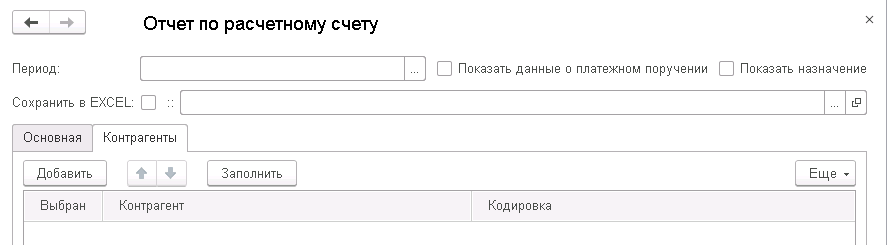 Отчет по расчетному счету
Период: ... Показать данные о платежном поручении Показать назначение
Сохранить в EXCEL: :: ...
Основная Контрагенты
Добавить Заполнить Еще
Выбран Контрагент Кодировка